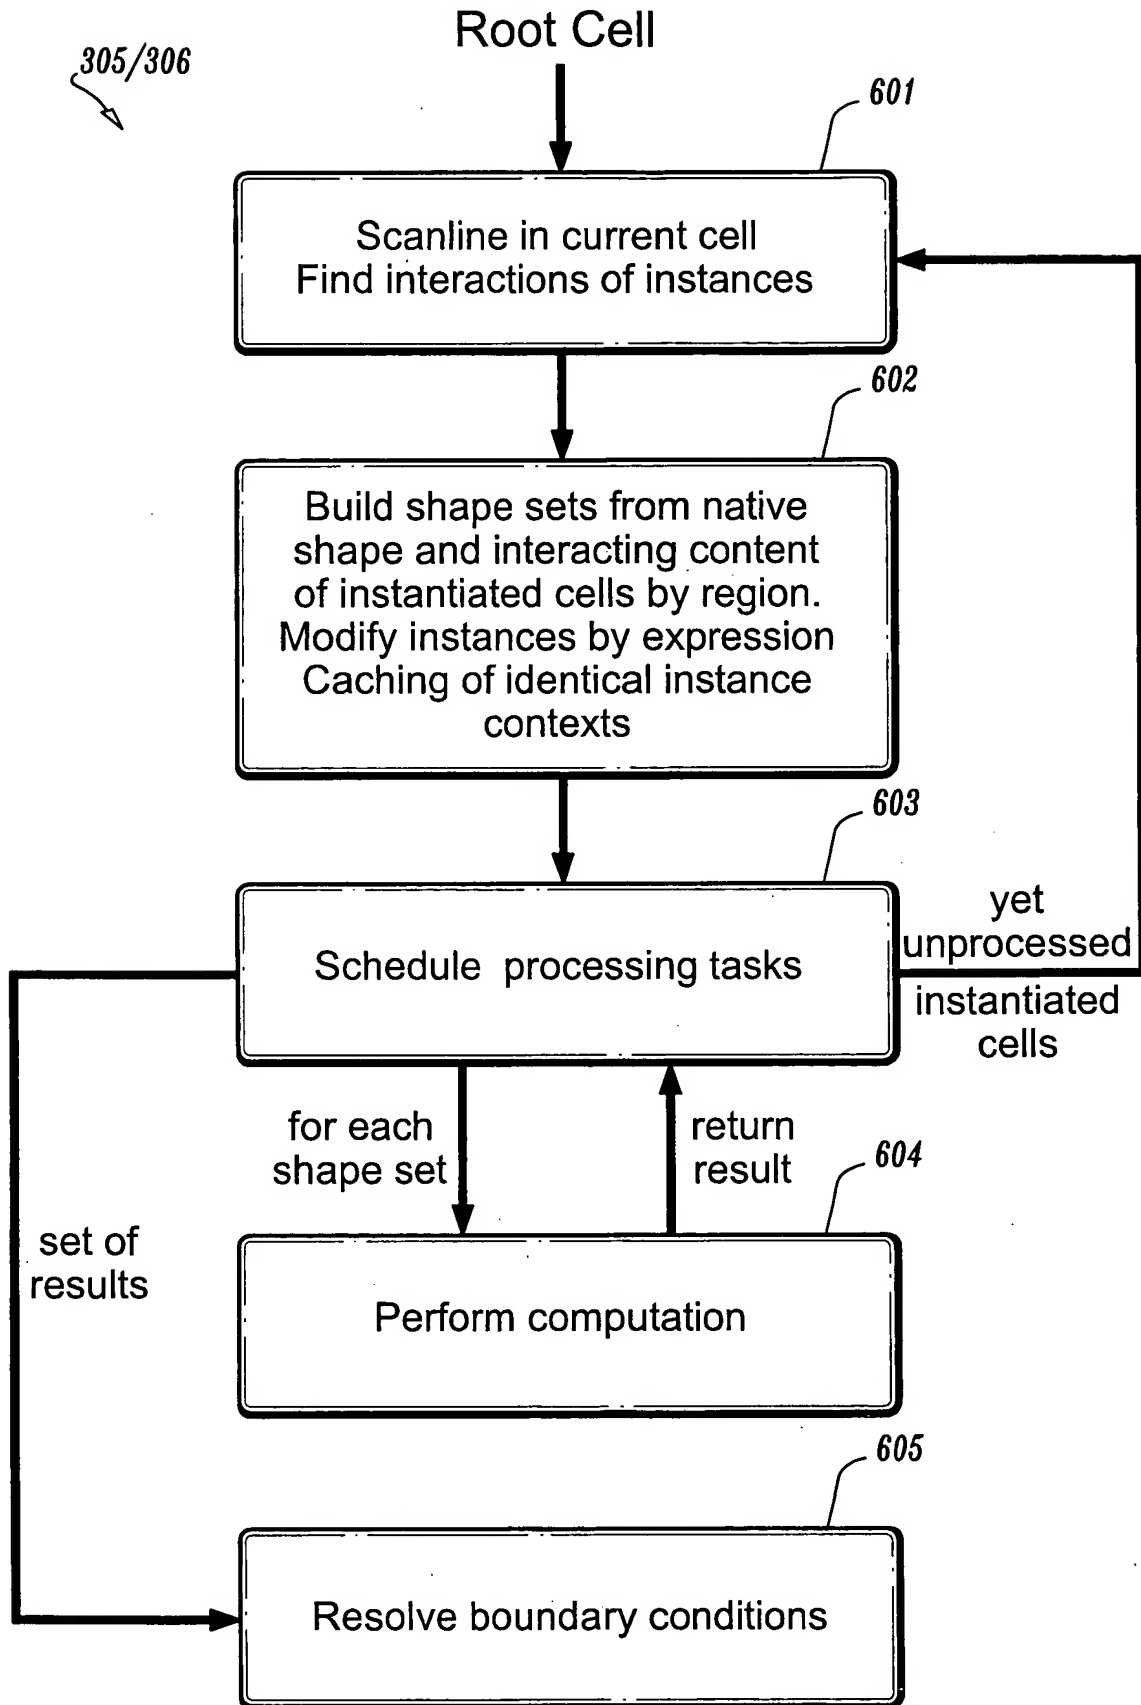 Root Cell
305/306
601
Scanline in current cell
Find interactions of instances
602
Build shape sets from native
shape and interacting content
of instantiated cells by region.
Modify instances by expression
Caching of identical instance
contexts
603
Schedule processing tasks
yet
unprocessed
instantiated
cells
for each
shape set
return
result
604
set of
results
Perform computation
605
Resolve boundary conditions